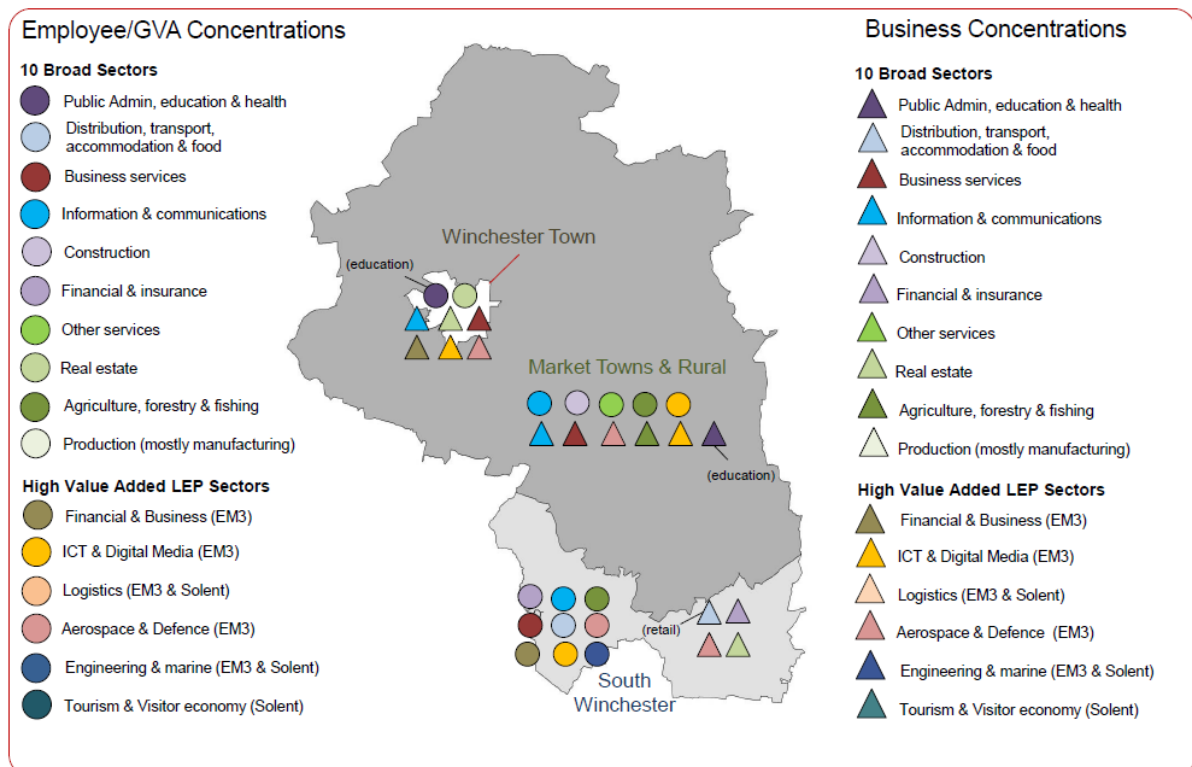 Employee/GVA Concentrations
10 Broad Sectors
Public Admin, education & health
Distribution, transport,
accommodation & food
Business services
Information & communications
Construction
Financial & insurance
Other services
Real estate
Agriculture, forestry & fishing
Production (mostly manufacturing)
High Value Added LEP Sectors
Financial & Business (EM3)
ICT & Digital Media (EM3)
Logistics (EM3 & Solent)
Aerospace & Defence (EM3)
Engineering & marine (EM3 & Solent)
Tourism & Visitor economy (Solent)
Winchester Town
(education)
Market Towns & Rural
(education)
(retail)
South
Winchester
Business Concentrations
10 Broad Sectors
Public Admin, education & health
Distribution, transport,
accommodation & food
Business services
Information & communications
Construction
Financial & insurance
Other services
Real estate
Agriculture, forestry & fishing
Production (mostly manufacturing)
High Value Added LEP Sectors
Financial & Business (EM3)
ICT & Digital Media (EM3)
Logistics (EM3 & Solent)
Aerospace & Defence (EM3)
Engineering & marine (EM3 & Solent)
Tourism & Visitor economy (Solent)